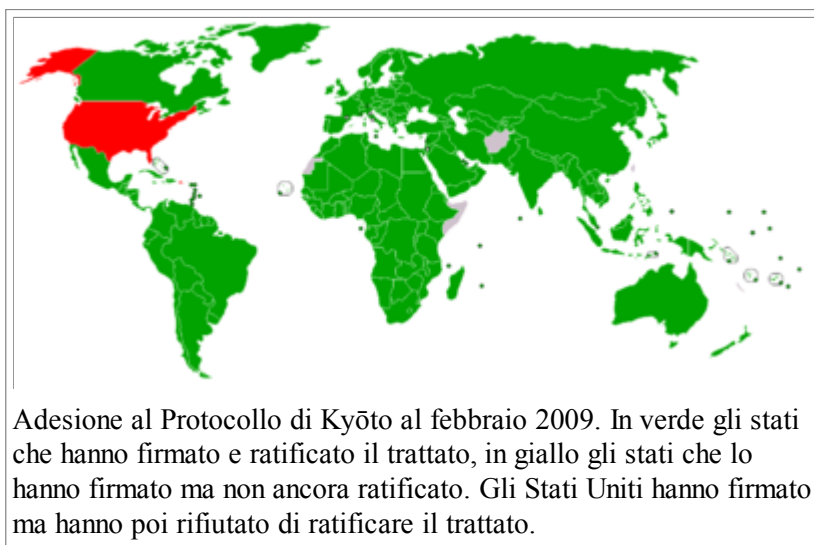 Adesione al Protocollo di Kyōto al febbraio 2009. In verde gli stati
che hanno firmato e ratificato il trattato, in giallo gli stati che lo
hanno firmato ma non ancora ratificato. Gli Stati Uniti hanno firmato
ma hanno poi rifiutato di ratificare il trattato.